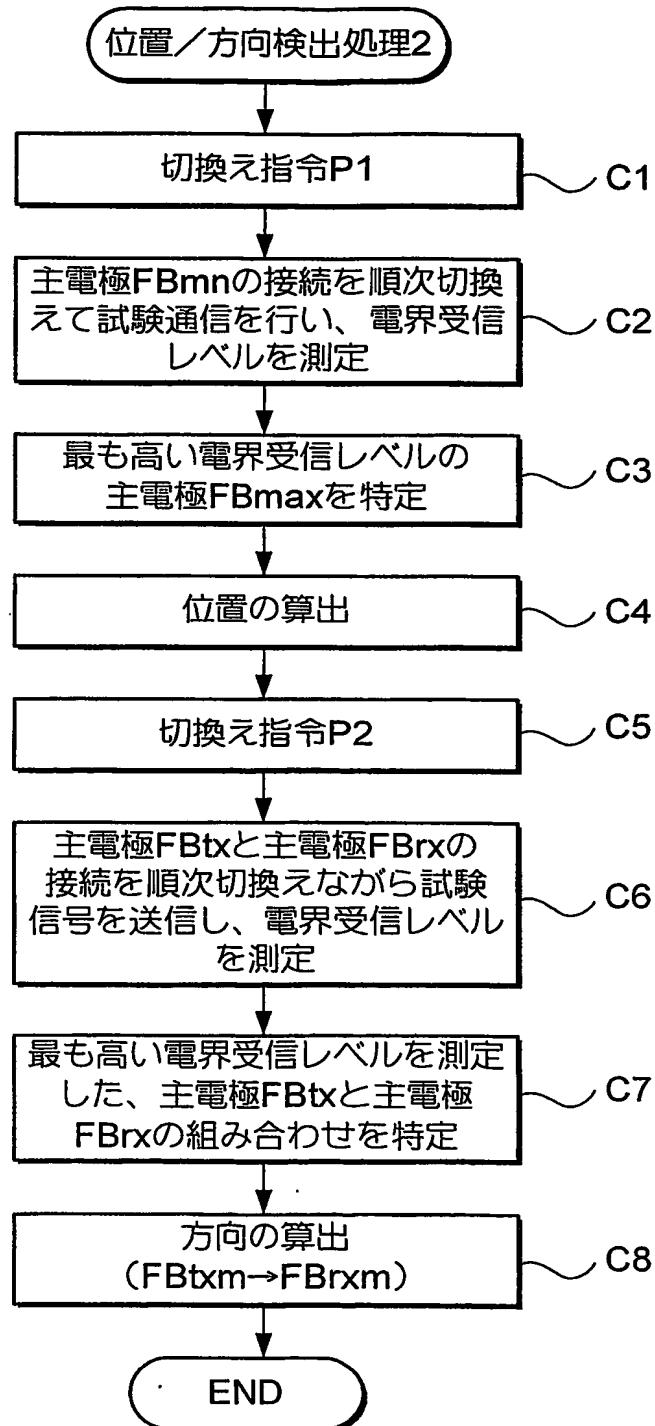 位置／方向検出処理2
切換え指令P1
C1
主電極FBmnの接続を順次切換
えて試験通信を行い、電界受信
レベルを測定
C2
最も高い電界受信レベルの
主電極FBmaxを特定
C3
位置の算出
C4
切換え指令P2
C5
主電極FBtxと主電極FBrxの
接続を順次切換えながら試験
信号を送信し、電界受信レベル
を測定
C6
最も高い電界受信レベルを測定
した、主電極FBtxと主電極
FBrxの組み合わせを特定
C7
方向の算出
（FBtxm→FBrxm）
C8
END